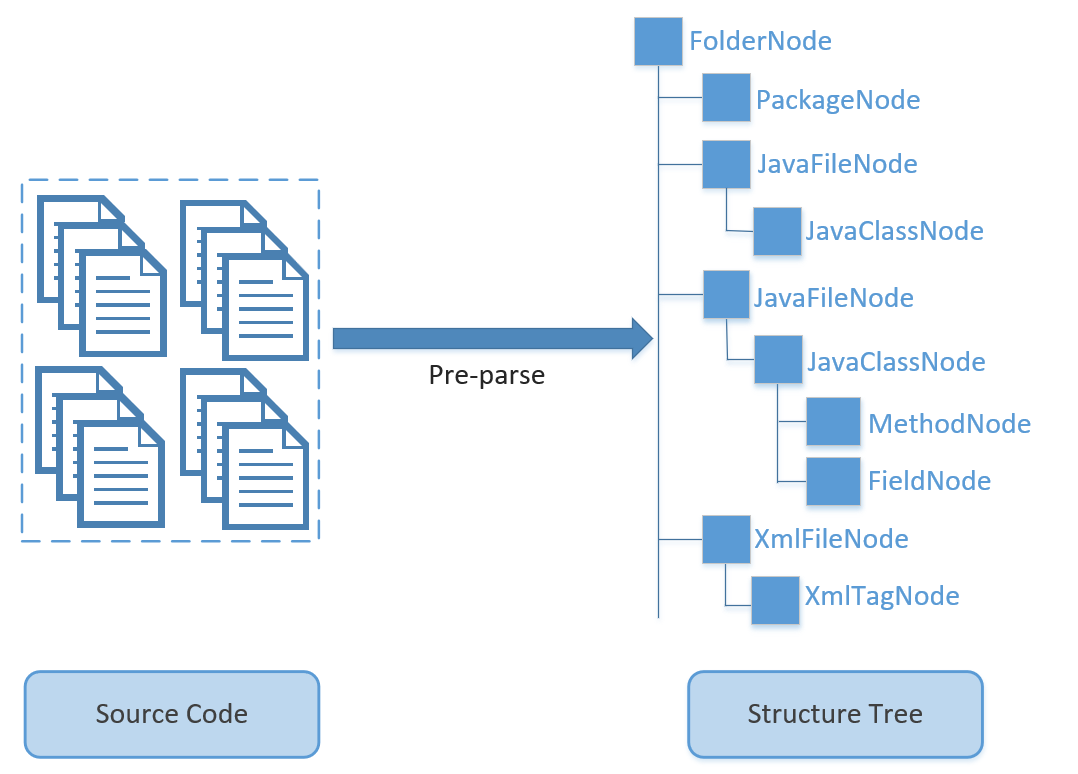 FolderNode
PackageNode
JavaFileNode
JavaClassNode
JavaFileNode
Pre-parse
JavaClassNode
MethodNode
FieldNode
XmlFileNode
XmlTagNode
Source Code
Structure Tree